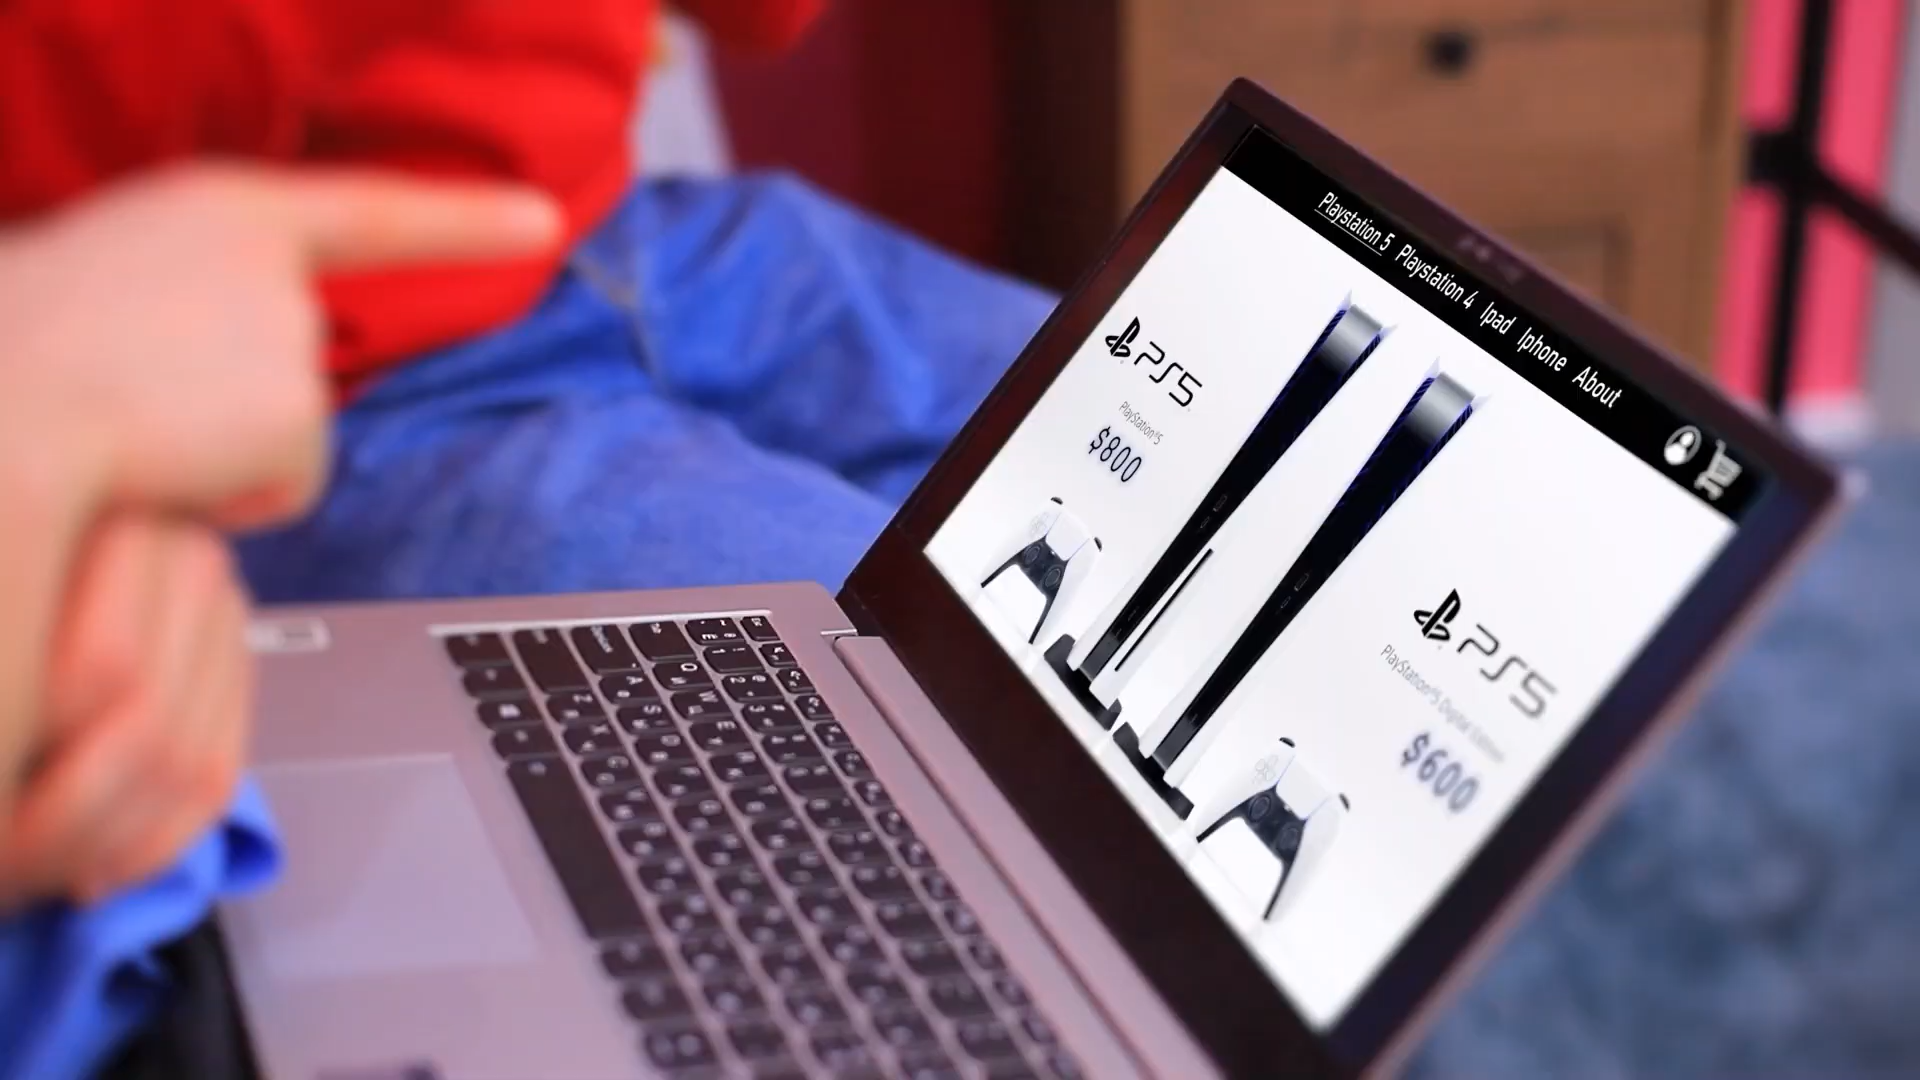 Playstation 5 Playstation 4 Ipad Iphone About
PS5
PlayStation®5
$800
PS5
PlayStation®5 Digital Edition
$600